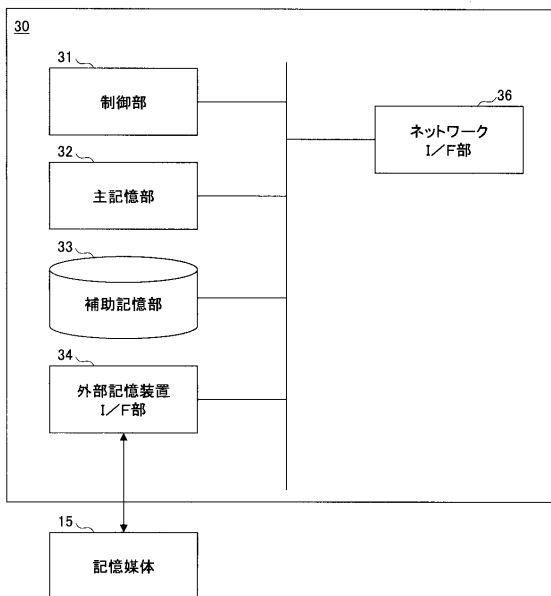 30
31
制御部
36
ネットワーク
I／F部
32
主記憶部
33
補助記憶部
34
外部記憶装置
I／F部
15
記憶媒体